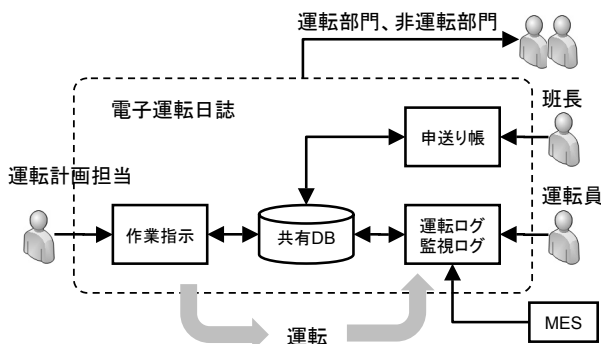 運転部門、非運転部門
電子運転日誌
班長
申送り帳
運転計画担当
運転員
作業指示
共有DB
運転ログ
監視ログ
運転
MES